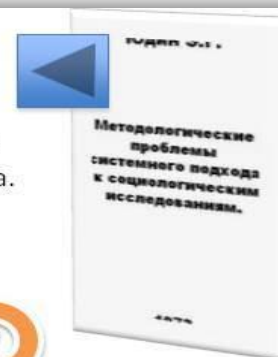 Методологические
проблемы
системного подхода
к социологическим
исследованиям.
а.